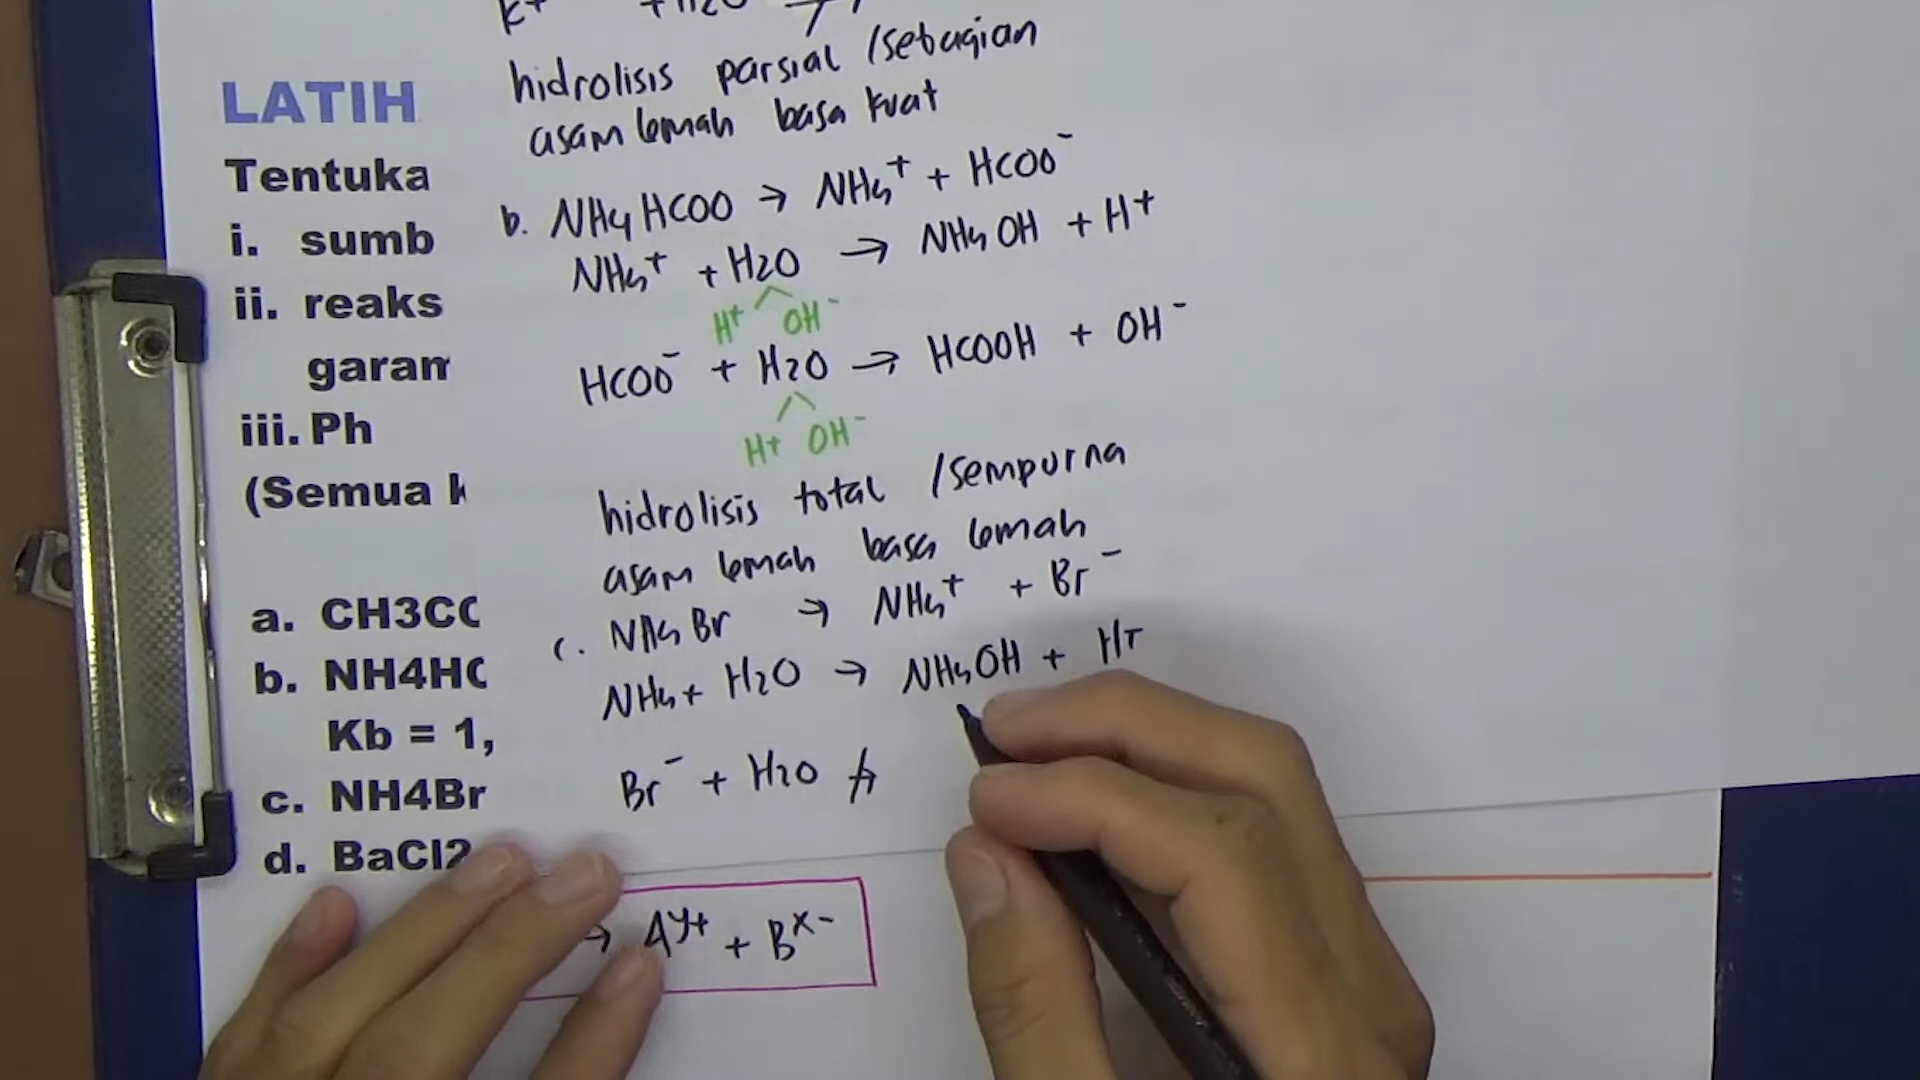 K+ + H2O
hidrolisis parsial /sebagian
asam lemah basa kuat
b. NH4HCOO → NH4+ + HCOO-
NH4+ + H2O → NH4OH + H+
H+ OH-
HCOO- + H2O → HCOOH + OH-
H+ OH-
hidrolisis total /sempurna
asam lemah basa lemah
c. NH4Br → NH4+ + Br-
NH4+ H2O → NH4OH + H+
Br- + H2O ↛
LATIH
Tentuka
i. sumb
ii. reaks
garam
iii. Ph
(Semua k
a. CH3CO
b. NH4HC
Kb = 1,
c. NH4Br
d. BaCl2
→ Ay+ + Bx-